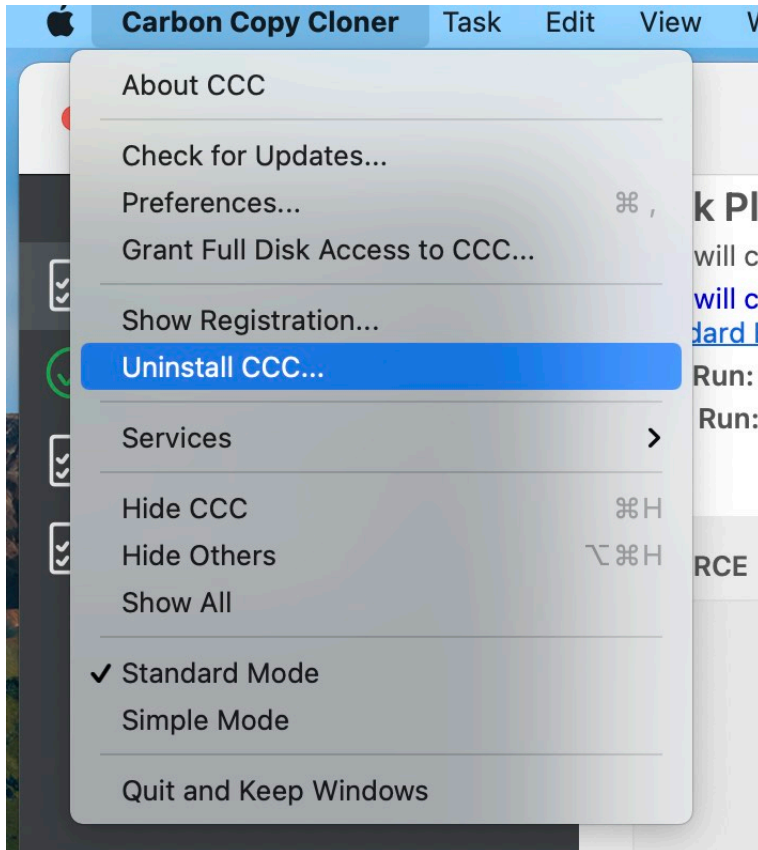 Carbon Copy Cloner Task Edit View
About CCC
Check for Updates...
Preferences... ⌘ ,
Grant Full Disk Access to CCC...
Show Registration...
Uninstall CCC...
Services
Hide CCC ⌘H
Hide Others ⌥⌘H
Show All
✓ Standard Mode
Simple Mode
Quit and Keep Windows
k Pl
will c
will c
dard
Run:
Run:
RCE